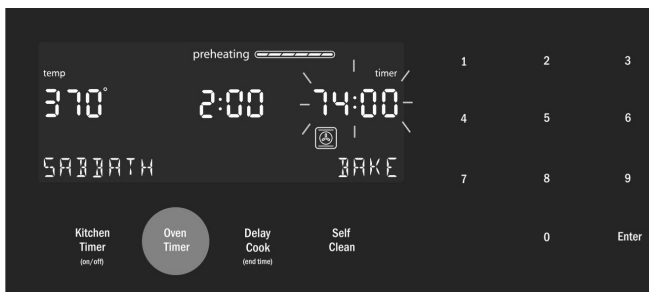 preheating
temp
timer
370°
2:00
74:00
SABBATH
BAKE
1 2 3
4 5 6
7 8 9
0 Enter
Kitchen
Timer
(on/off)
Oven
Timer
Delay
Cook
(end time)
Self
Clean